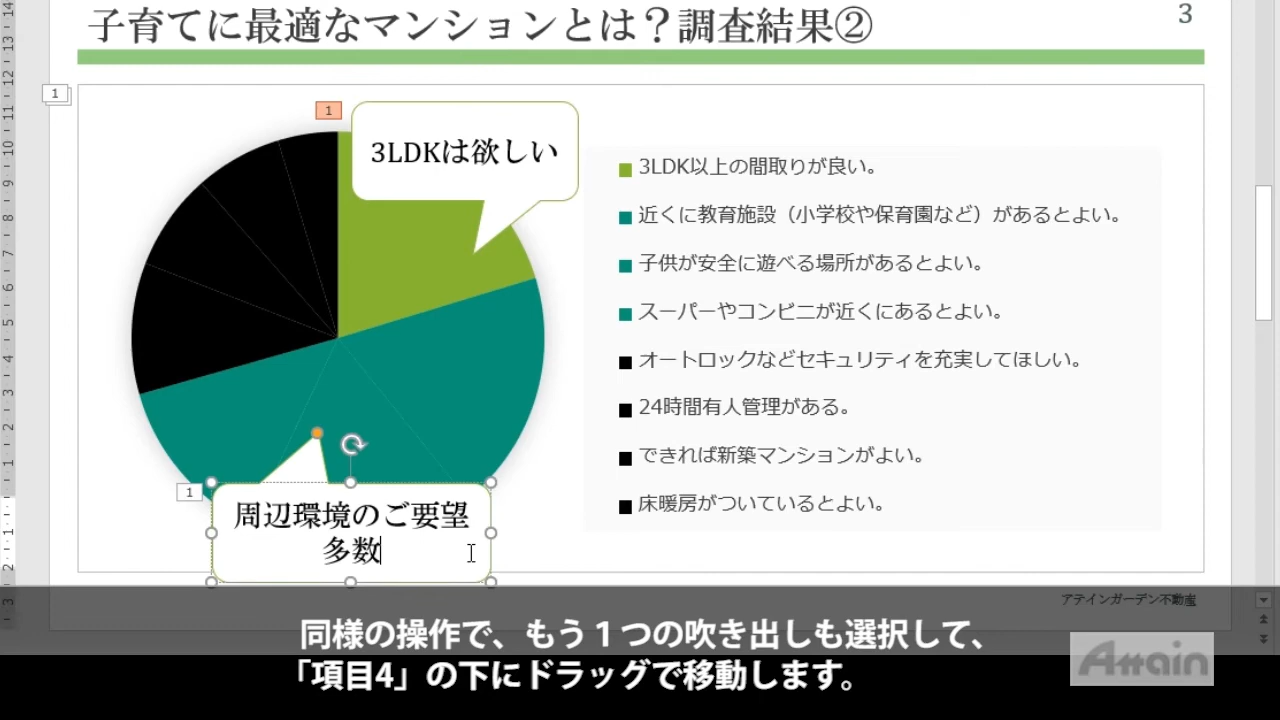 子育てに最適なマンションとは？調査結果②
3
1
1
3LDKは欲しい
3LDK以上の間取りが良い。
近くに教育施設（小学校や保育園など）があるとよい。
子供が安全に遊べる場所があるとよい。
スーパーやコンビニが近くにあるとよい。
オートロックなどセキュリティを充実してほしい。
24時間有人管理がある。
できれば新築マンションがよい。
床暖房がついているとよい。
1
周辺環境のご要望
多数
アテインガーデン不動産
同様の操作で、もう１つの吹き出しも選択して、
「項目4」の下にドラッグで移動します。
Attain